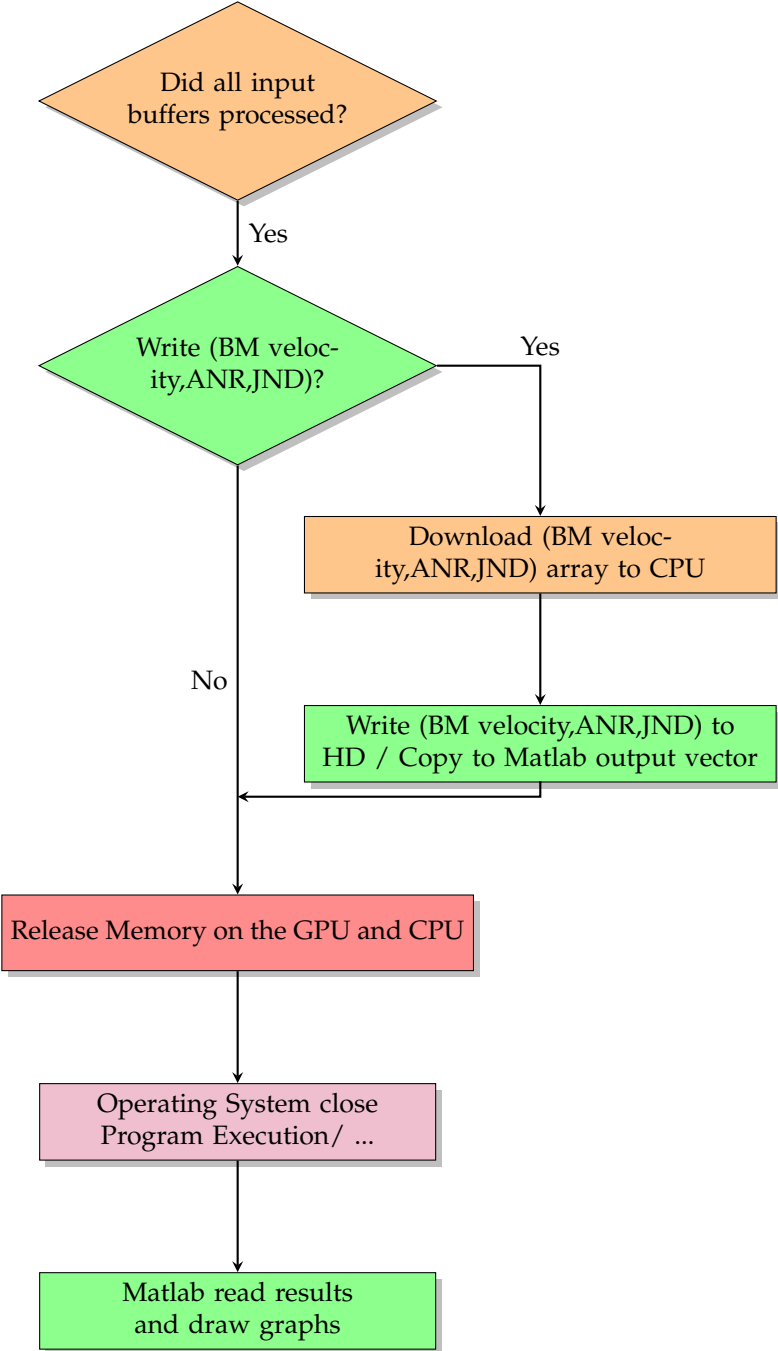 Did all input
buffers processed?
Yes
Write (BM veloc-
ity,ANR,JND)?
Yes
Download (BM veloc-
ity,ANR,JND) array to CPU
No
Write (BM velocity,ANR,JND) to
HD / Copy to Matlab output vector
Release Memory on the GPU and CPU
Operating System close
Program Execution/ ...
Matlab read results
and draw graphs